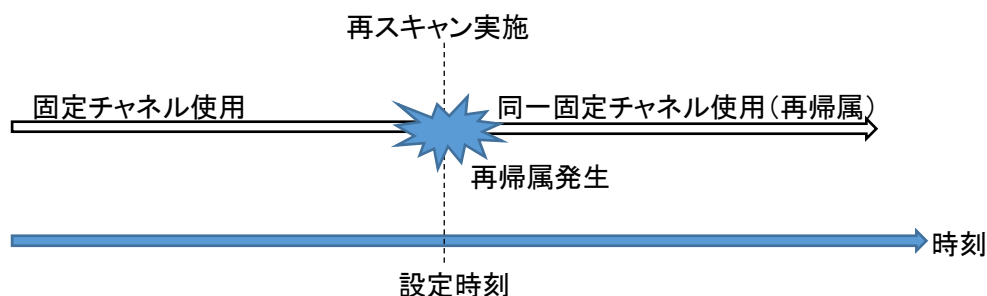 再スキャン実施
固定チャネル使用
同一固定チャネル使用(再帰属)
再帰属発生
時刻
設定時刻